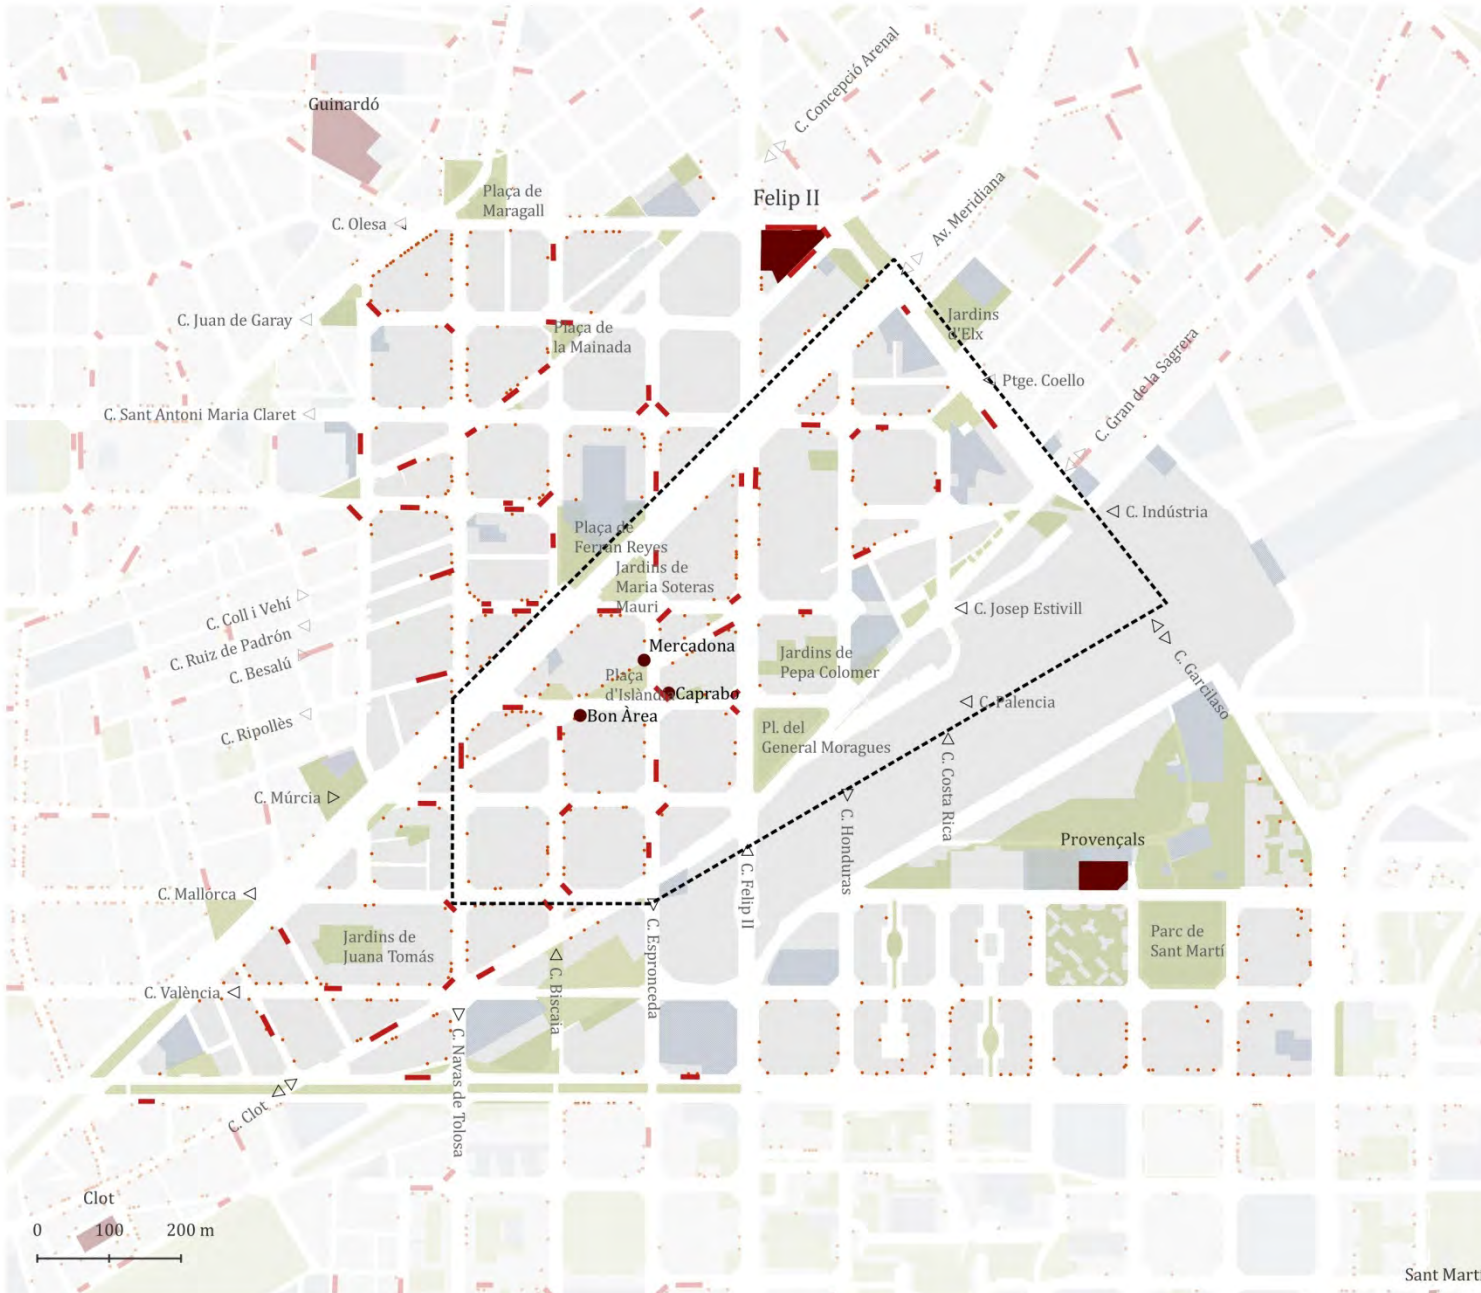 C. Concepció Arenal
Guinardó
Plaça de
Maragall
Felip II
Av. Meridiana
C. Olesa
C. Juan de Garay
Plaça de
la Mainada
Jardins
d'Elx
Ptge. Coello
C. Gran de la Sagrera
C. Sant Antoni Maria Claret
C. Indústria
Plaça de
Ferran Reyes
Jardins de
Maria Soteras
Mauri
C. Coll i Vehí
C. Ruiz de Padrón
C. Besalú
C. Ripollès
C. Josep Estivill
Mercadona
Jardins de
Pepa Colomer
Plaça
d'Islàndia
Caprabo
Bon Àrea
C. Palencia
C. Garcilaso
Pl. del
General Moragues
C. Múrcia
C. Costa Rica
C. Honduras
Provençals
C. Felip II
C. Mallorca
Jardins de
Juana Tomás
C. Espronceda
Parc de
Sant Martí
C. València
C. Biscaia
C. Navas de Tolosa
C. Clot
Clot
0 100 200 m
Sant Martí